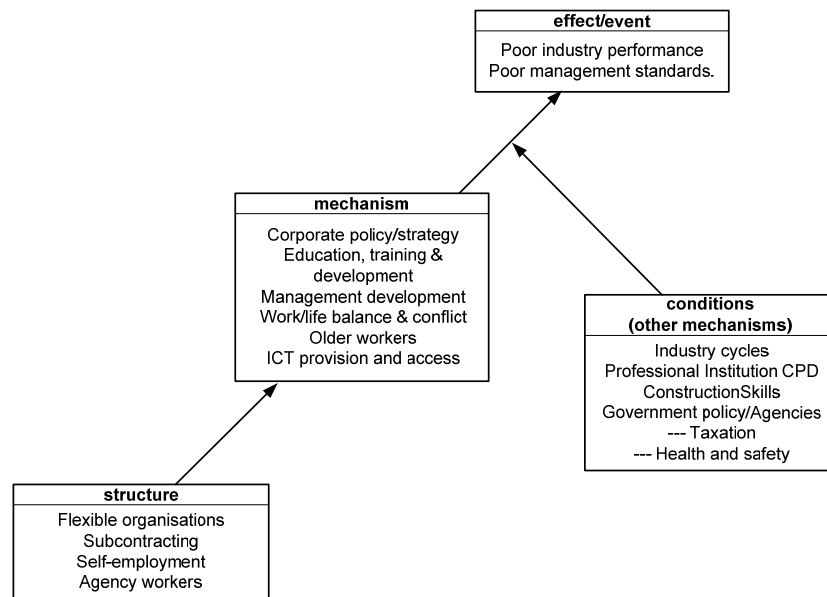 effect/event
Poor industry performance
Poor management standards.
mechanism
Corporate policy/strategy
Education, training &
development
Management development
Work/life balance & conflict
Older workers
ICT provision and access
conditions
(other mechanisms)
Industry cycles
Professional Institution CPD
ConstructionSkills
Government policy/Agencies
--- Taxation
--- Health and safety
structure
Flexible organisations
Subcontracting
Self-employment
Agency workers